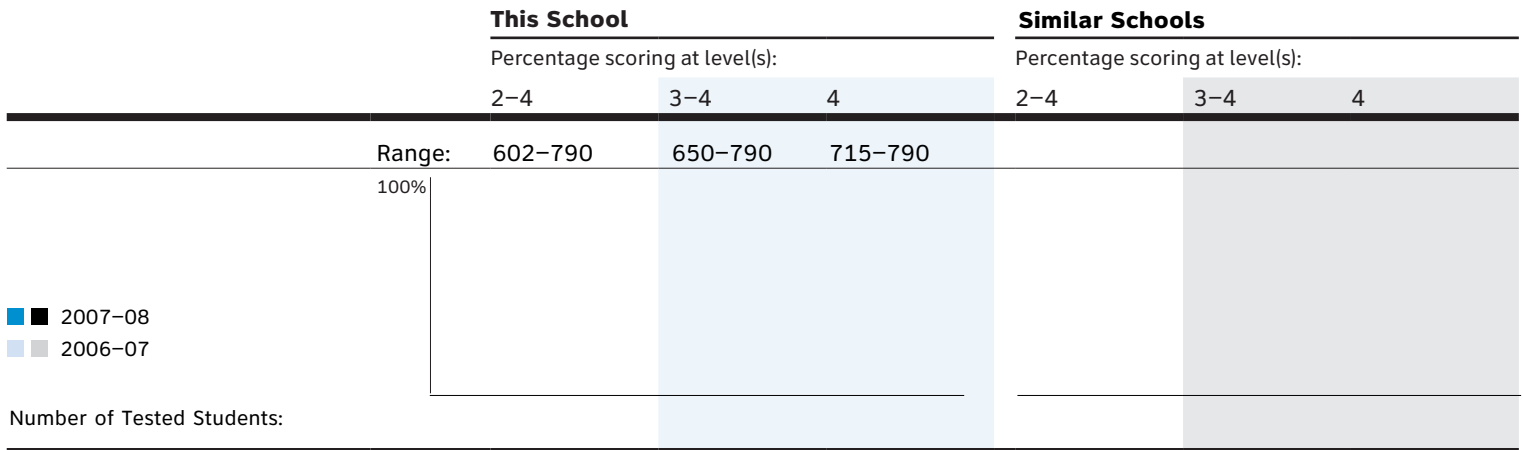 This School Similar Schools
Percentage scoring at level(s): Percentage scoring at level(s):
2–4 3–4 4 2–4 3–4 4
Range: 602–790 650–790 715–790
100%
2007–08
2006–07
Number of Tested Students: